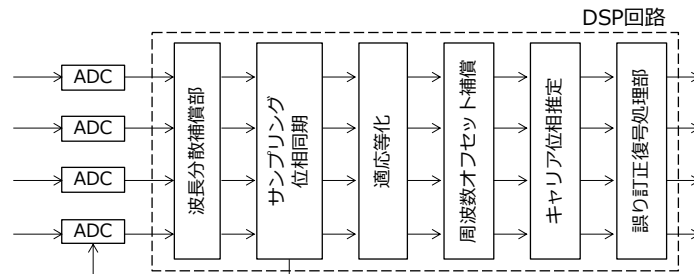 DSP回路
ADC
ADC
ADC
ADC
波長分散補償部
サンプリング
位相同期
適応等化
周波数オフセット補償
キャリア位相推定
誤り訂正復号処理部